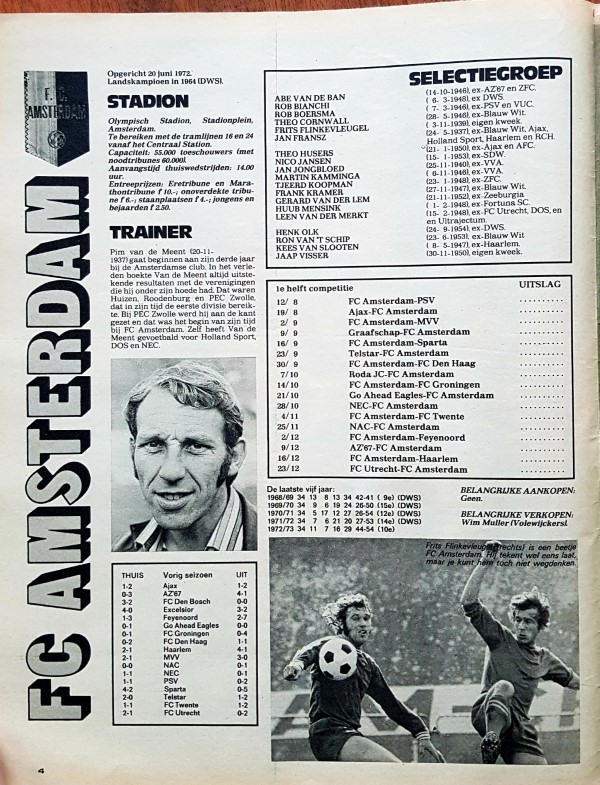 F.C.
AMSTERDAM
FC AMSTERDAM
Opgericht 20 juni 1972.
Landskampioen in 1964 (DWS).
STADION
Olympisch Stadion, Stadionplein,
Amsterdam.
Te bereiken met de tramlijnen 16 en 24
vanaf het Centraal Station.
Capaciteit: 55.000 toeschouwers (met
noodtribunes 60.000).
Aanvangstijd thuiswedstrijden: 14.00
uur.
Entreeprijzen: Eretribune en Mara-
thontribune f 10.-; onoverdekte tribu-
ne f 6.-; staanplaatsen f 4.-; jongens en
bejaarden f 2.50.
TRAINER
Pim van de Meent (20-11-
1937) gaat beginnen aan zijn derde jaar
bij de Amsterdamse club. In het verle-
den boekte Van de Meent altijd uitste-
kende resultaten met de verenigingen
die hij onder zijn hoede had. Dat waren
Huizen, Roodenburg en PEC Zwolle,
dat in zijn tijd de eerste divisie bereik-
te. Bij PEC Zwolle werd hij aan de kant
gezet en dat was het begin van zijn tijd
bij FC Amsterdam. Zelf heeft Van de
Meent gevoetbald voor Holland Sport,
DOS en NEC.
THUIS Vorig seizoen UIT
1-2 Ajax 1-2
0-3 AZ'67 4-1
3-2 FC Den Bosch 0-0
4-0 Excelsior 3-2
1-3 Feyenoord 2-7
0-1 Go Ahead Eagles 0-0
0-1 FC Groningen 0-4
0-2 FC Den Haag 1-1
2-1 Haarlem 4-1
2-1 MVV 3-0
0-0 NAC 0-1
1-1 NEC 0-1
1-1 PSV 0-2
4-2 Sparta 0-5
2-0 Telstar 1-2
1-1 FC Twente 1-2
2-1 FC Utrecht 0-2
4
SELECTIEGROEP
ABE VAN DE BAN (14-10-1946), ex-AZ'67 en ZFC.
ROB BIANCHI ( 6- 3-1948), ex-DWS.
ROB BOERSMA ( 7- 3-1946), ex-PSV en VUC.
THEO CORNWALL (28- 5-1946), ex-Blauw Wit.
FRITS FLINKEVLEUGEL ( 3-11-1939), eigen kweek.
JAN FRANSZ (24- 5-1937), ex-Blauw Wit, Ajax,
Holland Sport, Haarlem en RCH.
THEO HUSERS (21- 1-1950), ex-Ajax en AFC.
NICO JANSEN (15- 1-1953), ex-SDW.
JAN JONGBLOED (25-11-1940), ex-VVA.
MARTIN KAMMINGA ( 6-11-1946), ex-VVA.
TJEERD KOOPMAN (23- 1-1948), ex-ZFC.
FRANK KRAMER (27-11-1947), ex-Blauw Wit.
GERARD VAN DER LEM (21-11-1952), ex-Zeeburgia
HUUB MENSINK ( 1- 2-1948), ex-Fortuna SC.
LEEN VAN DER MERKT (15- 2-1948), ex-FC Utrecht, DOS, en
en Ultrajectum.
HENK OLK (24- 9-1954), ex-DWS.
RON VAN 'T SCHIP (23- 6-1953), ex-Blauw Wit
KEES VAN SLOOTEN ( 8- 5-1947), ex-Haarlem.
JAAP VISSER (30-11-1950), eigen kweek.
1e helft competitie UITSLAG
12/ 8 FC Amsterdam-PSV ..........
19/ 8 Ajax-FC Amsterdam ..........
2/ 9 FC Amsterdam-MVV ..........
9/ 9 Graafschap-FC Amsterdam ..........
16/ 9 FC Amsterdam-Sparta ..........
23/ 9 Telstar-FC Amsterdam ..........
30/ 9 FC Amsterdam-FC Den Haag ..........
7/10 Roda JC-FC Amsterdam ..........
14/10 FC Amsterdam-FC Groningen ..........
21/10 Go Ahead Eagles-FC Amsterdam ..........
28/10 NEC-FC Amsterdam ..........
4/11 FC Amsterdam-FC Twente ..........
25/11 NAC-FC Amsterdam ..........
2/12 FC Amsterdam-Feyenoord ..........
9/12 AZ'67-FC Amsterdam ..........
16/12 FC Amsterdam-Haarlem ..........
23/12 FC Utrecht-FC Amsterdam ..........
De laatste vijf jaar:
1968/69 34 13 8 13 34 42-41 ( 9e) (DWS)
1969/70 34 9 6 19 24 26-50 (15e) (DWS)
1970/71 34 5 17 12 27 26-54 (12e) (DWS)
1971/72 34 7 6 21 20 27-53 (14e) (DWS)
1972/73 34 11 7 16 29 44-54 (10e)
BELANGRIJKE AANKOPEN:
Geen.
BELANGRIJKE VERKOPEN:
Wim Muller (Volewijckers).
Frits Flinkevleugel (rechts) is een beetje
FC Amsterdam. Hij tekent wel eens laat,
maar je kunt hem toch niet wegdenken.